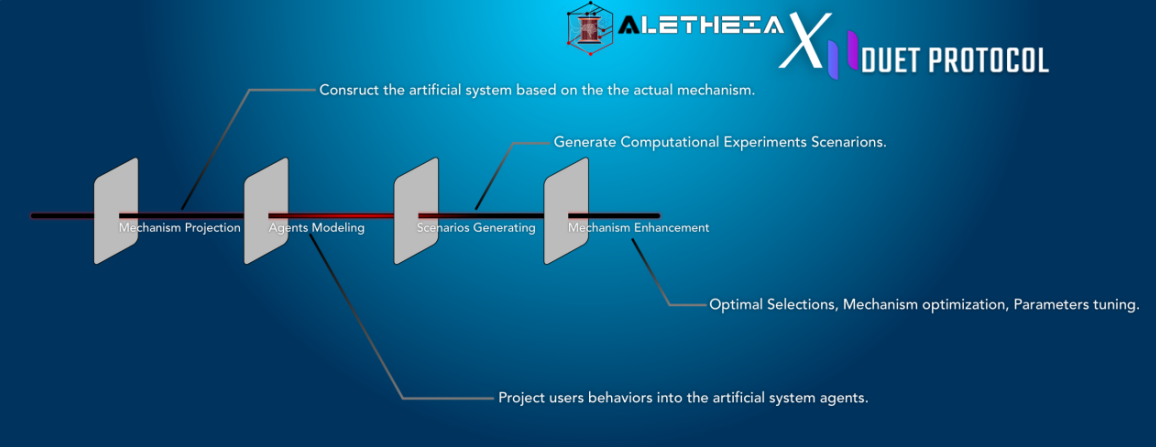 ALETHEIA X DUET PROTOCOL
Consruct the artificial system based on the the actual mechanism.
Generate Computational Experiments Scenarions.
Mechanism Projection
Agents Modeling
Scenarios Generating
Mechanism Enhancement
Optimal Selections, Mechanism optimization, Parameters tuning.
Project users behaviors into the artificial system agents.